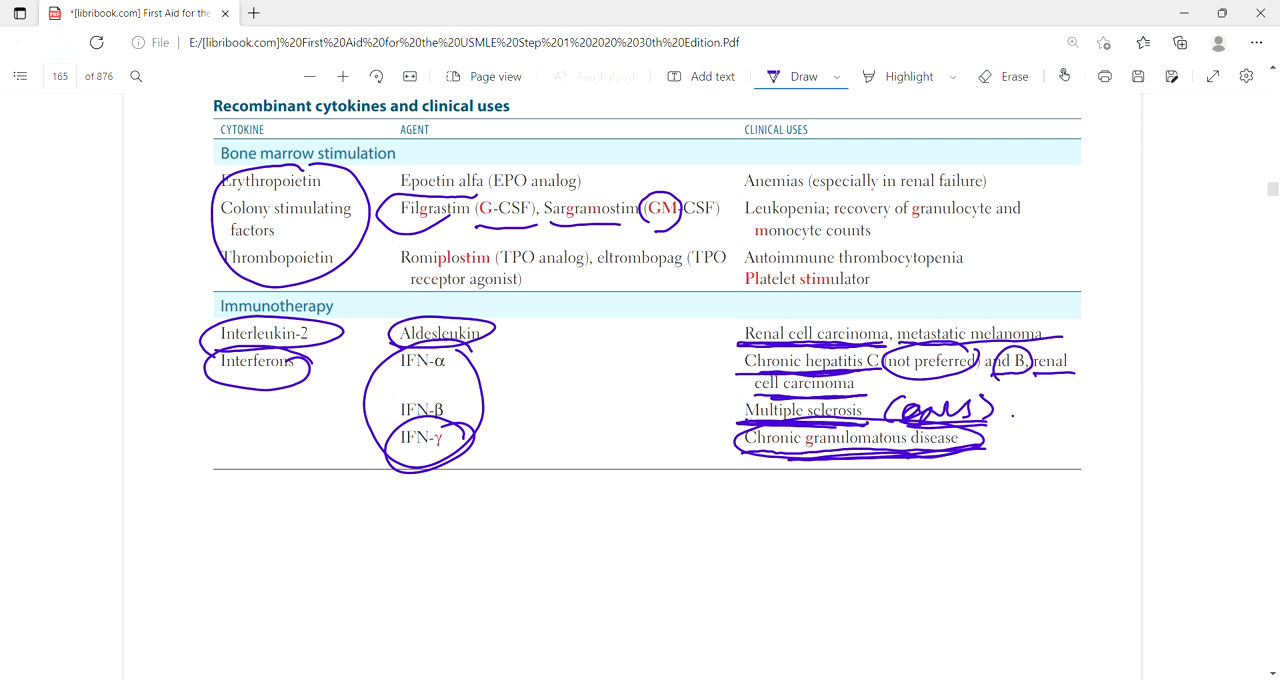 *[libribook.com] First Aid for the
File E:/[libribook.com]%20First%20Aid%20for%20the%20USMLE%20Step%201%202020%2030th%20Edition.Pdf
165 of 876 Page view Read aloud Add text Draw Highlight Erase
Recombinant cytokines and clinical uses
CYTOKINE AGENT CLINICAL USES
Bone marrow stimulation
Erythropoietin Epoetin alfa (EPO analog) Anemias (especially in renal failure)
Colony stimulating Filgrastim (G-CSF), Sargramostim (GM-CSF) Leukopenia; recovery of granulocyte and
factors monocyte counts
Thrombopoietin Romiplostim (TPO analog), eltrombopag (TPO Autoimmune thrombocytopenia
receptor agonist) Platelet stimulator
Immunotherapy
Interleukin-2 Aldesleukin Renal cell carcinoma, metastatic melanoma
Interferons IFN-α Chronic hepatitis C (not preferred) and B, renal
cell carcinoma
IFN-β Multiple sclerosis
IFN-γ Chronic granulomatous disease